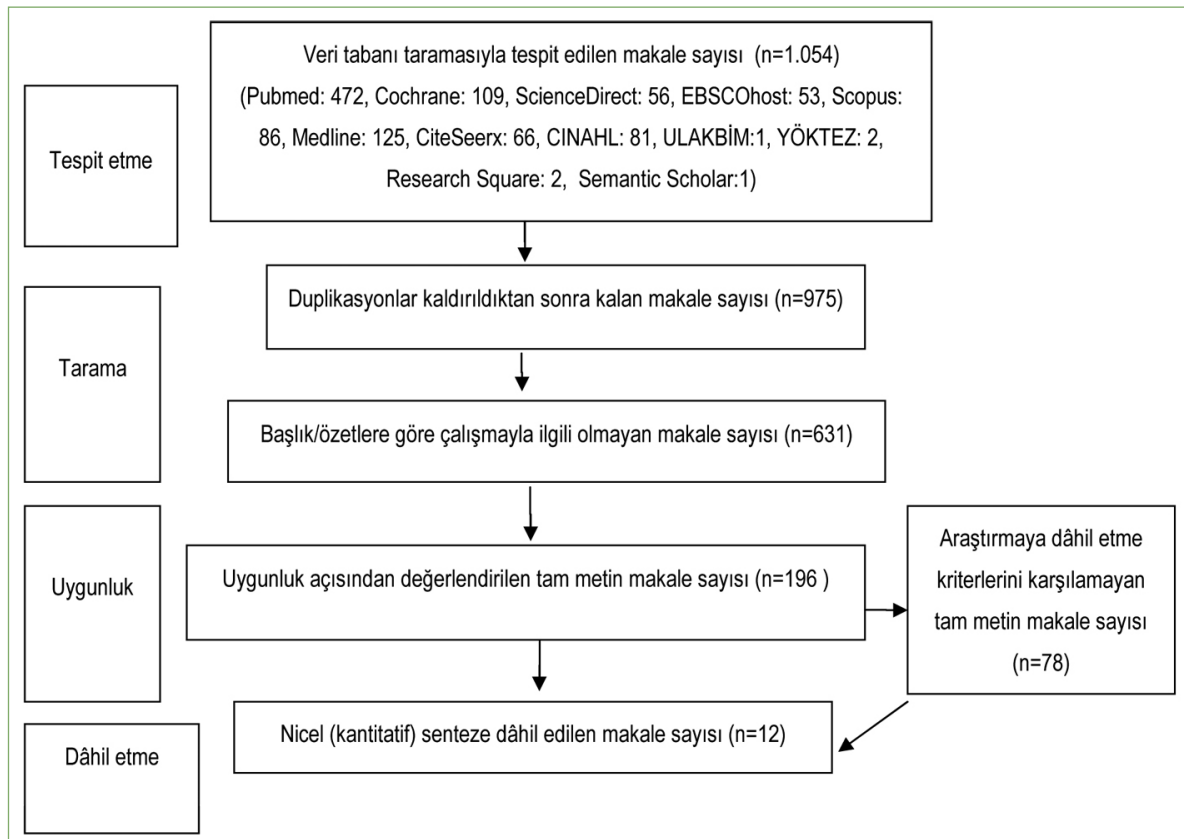 Veri tabanı taramasıyla tespit edilen makale sayısı (n=1.054)
(Pubmed: 472, Cochrane: 109, ScienceDirect: 56, EBSCOhost: 53, Scopus:
86, Medline: 125, CiteSeerx: 66, CINAHL: 81, ULAKBİM:1, YÖKTEZ: 2,
Research Square: 2, Semantic Scholar:1)
Tespit etme
Duplikasyonlar kaldırıldıktan sonra kalan makale sayısı (n=975)
Tarama
Başlık/özetlere göre çalışmayla ilgili olmayan makale sayısı (n=631)
Uygunluk
Uygunluk açısından değerlendirilen tam metin makale sayısı (n=196 )
Araştırmaya dâhil etme
kriterlerini karşılamayan
tam metin makale sayısı
(n=78)
Nicel (kantitatif) senteze dâhil edilen makale sayısı (n=12)
Dâhil etme